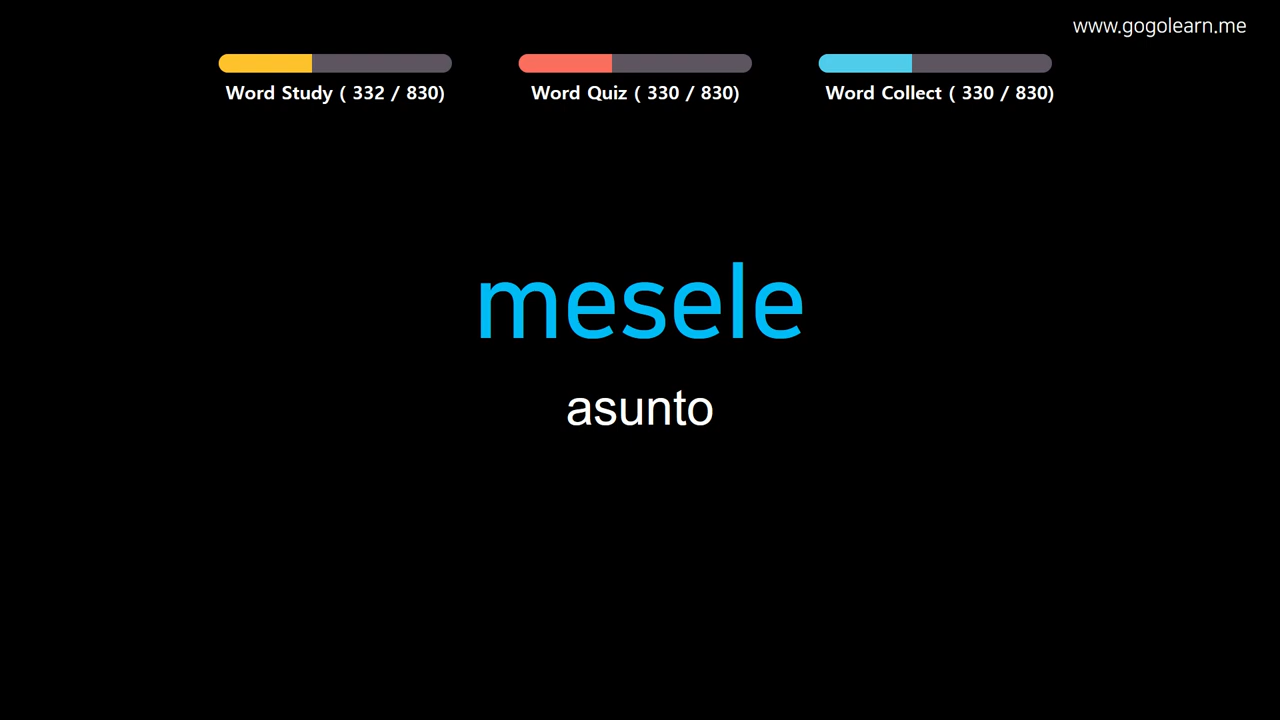 www.gogolearn.me
Word Study ( 332 / 830)
Word Quiz ( 330 / 830)
Word Collect ( 330 / 830)
mesele
asunto